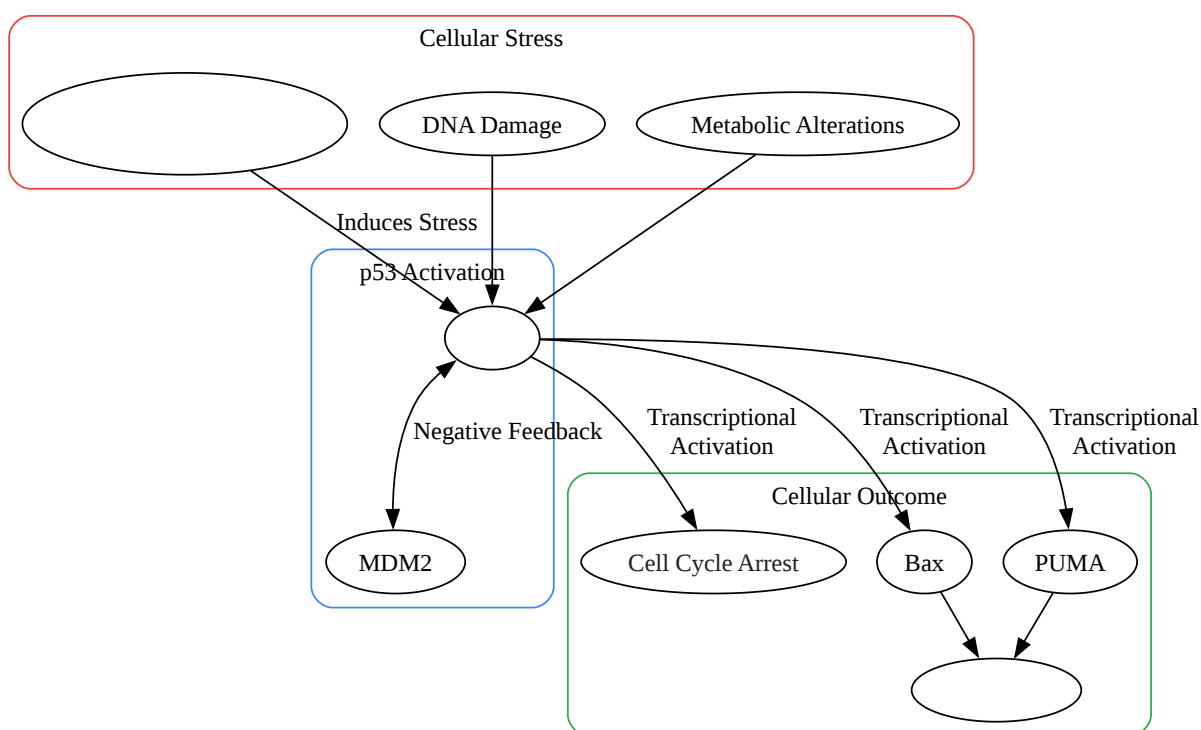 Cellular Stress
DNA Damage
Metabolic Alterations
Induces Stress
p53 Activation
Negative Feedback
Transcriptional
Activation
Transcriptional
Activation
Transcriptional
Activation
Cellular Outcome
MDM2
Cell Cycle Arrest
Bax
PUMA